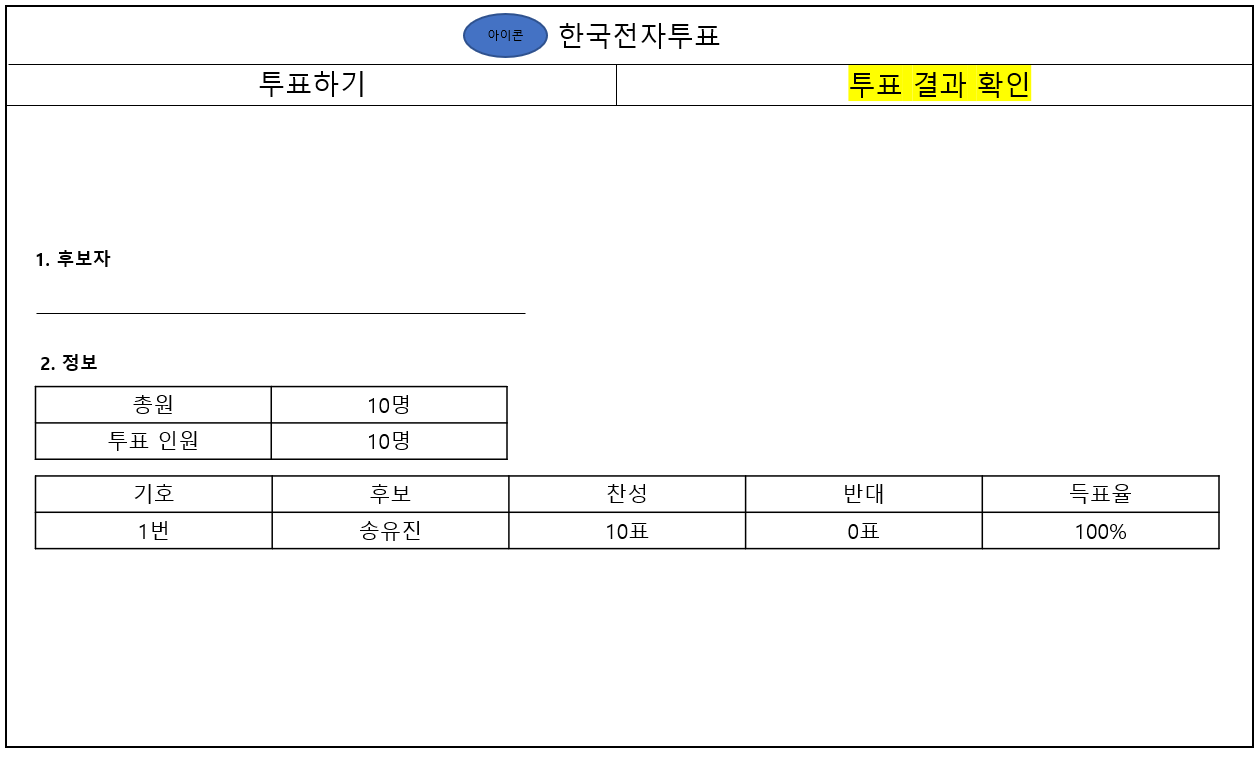 아이콘 한국전자투표
투표하기 투표 결과 확인
1. 후보자
2. 정보
총원 10명
투표 인원 10명
기호 후보 찬성 반대 득표율
1번 송유진 10표 0표 100%